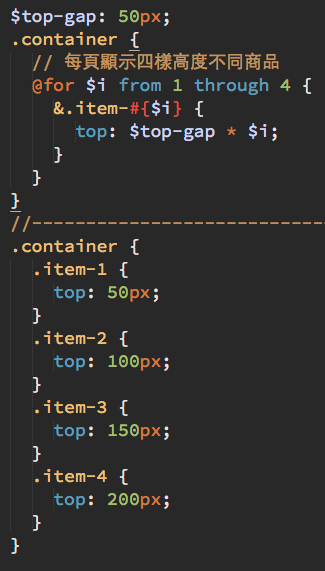 $top-gap: 50px;
.container {
  // 每頁顯示四樣高度不同商品
  @for $i from 1 through 4 {
    &.item-#{$i} {
      top: $top-gap * $i;
    }
  }
}
//---------------------------
.container {
  .item-1 {
    top: 50px;
  }
  .item-2 {
    top: 100px;
  }
  .item-3 {
    top: 150px;
  }
  .item-4 {
    top: 200px;
  }
}